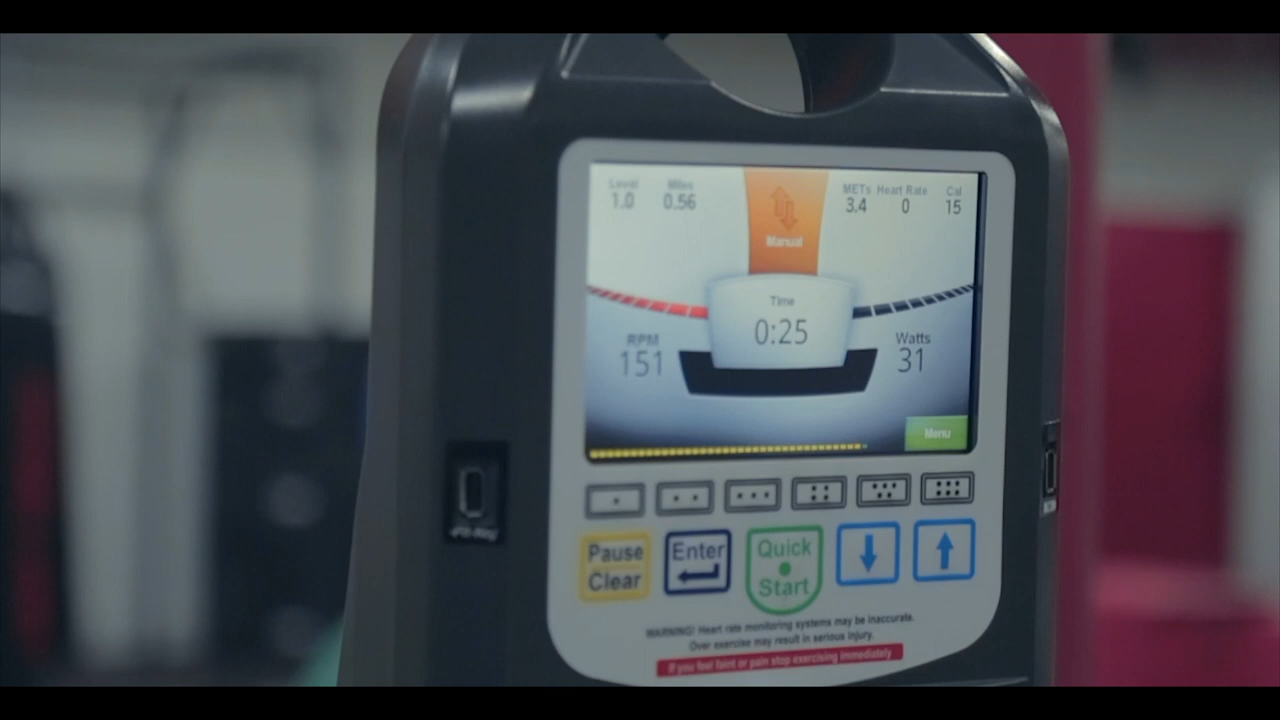 Level
1.0
Miles
0.56
Manual
METs
3.4
Heart Rate
0
Cal
15
Time
0:25
RPM
151
Watts
31
Menu
Pause
Clear
Enter
Quick
Start
WARNING! Heart rate monitoring systems may be inaccurate.
Over exercise may result in serious injury.
If you feel faint or pain stop exercising immediately